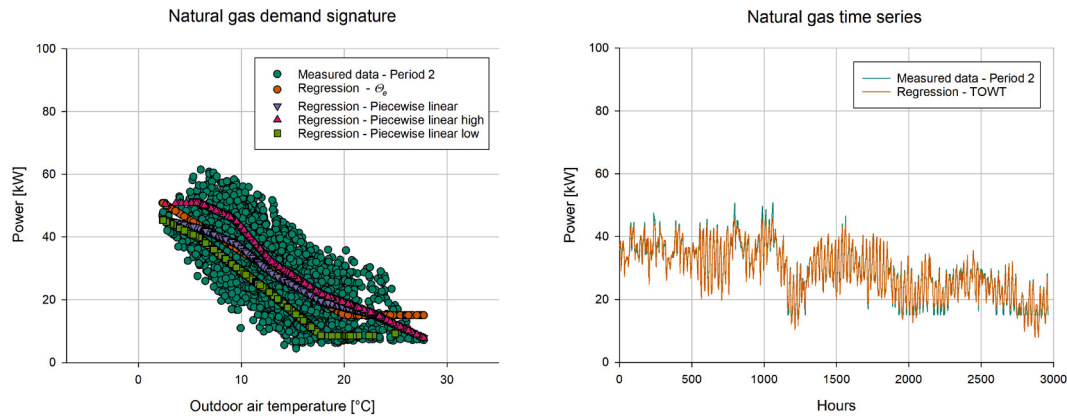 Natural gas demand signature
100
80
60
40
20
0
Power [kW]
Measured data - Period 2
Regression - Θe
Regression - Piecewise linear
Regression - Piecewise linear high
Regression - Piecewise linear low
0
10
20
30
Outdoor air temperature [°C]
Natural gas time series
100
80
60
40
20
0
Power [kW]
Measured data - Period 2
Regression - TOWT
0
500
1000
1500
2000
2500
3000
Hours